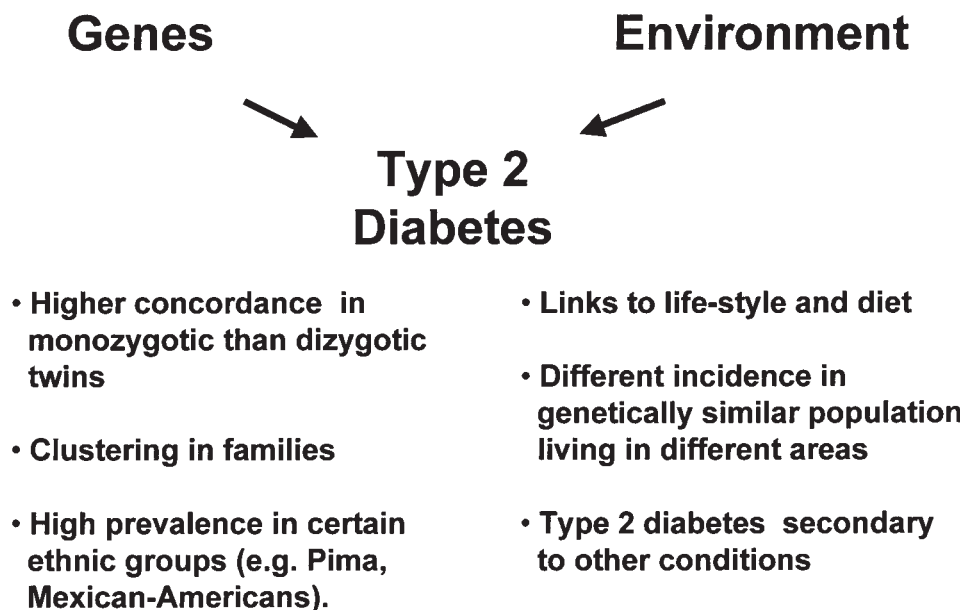 Genes
Environment
Type 2
Diabetes
• Higher concordance in
monozygotic than dizygotic
twins
• Clustering in families
• High prevalence in certain
ethnic groups (e.g. Pima,
Mexican-Americans).
• Links to life-style and diet
• Different incidence in
genetically similar population
living in different areas
• Type 2 diabetes secondary
to other conditions